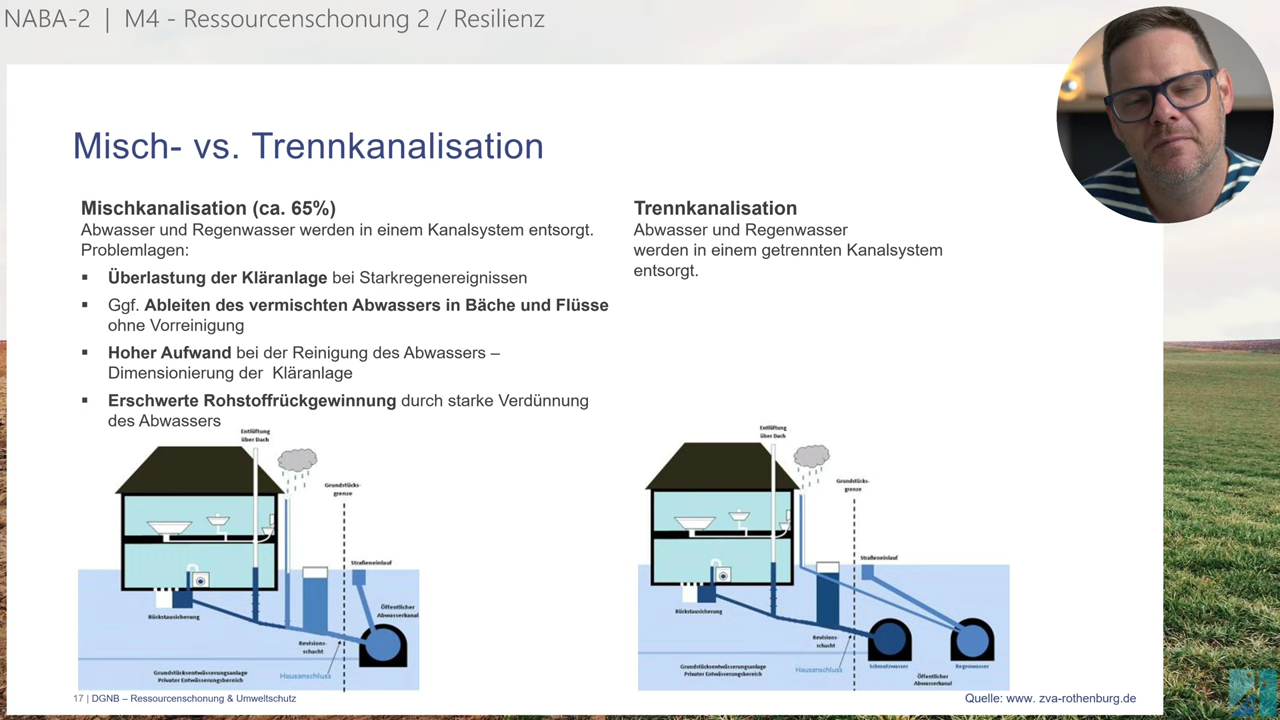 NABA-2 | M4 - Ressourcenschonung 2 / Resilienz
Misch- vs. Trennkanalisation
Mischkanalisation (ca. 65%)
Abwasser und Regenwasser werden in einem Kanalsystem entsorgt.
Problemlagen:
▪ Überlastung der Kläranlage bei Starkregenereignissen
▪ Ggf. Ableiten des vermischten Abwassers in Bäche und Flüsse
ohne Vorreinigung
▪ Hoher Aufwand bei der Reinigung des Abwassers –
Dimensionierung der Kläranlage
▪ Erschwerte Rohstoffrückgewinnung durch starke Verdünnung
des Abwassers
Trennkanalisation
Abwasser und Regenwasser
werden in einem getrennten Kanalsystem
entsorgt.
Entlüftung
über Dach
Grundstücks-
grenze
Straßeneinlauf
Öffentlicher
Abwasserkanal
Rückstausicherung
Revisions-
schacht
Hausanschluss
Grundstücksentwässerungsanlage
Privater Entwässerungsbereich
Entlüftung
über Dach
Grundstücks-
grenze
Straßeneinlauf
Rückstausicherung
Revisions-
schacht
Hausanschluss
Schmutzwasser
Regenwasser
Öffentlicher
Abwasserkanal
Grundstücksentwässerungsanlage
Privater Entwässerungsbereich
17 | DGNB – Ressourcenschonung & Umweltschutz
Quelle: www. zva-rothenburg.de